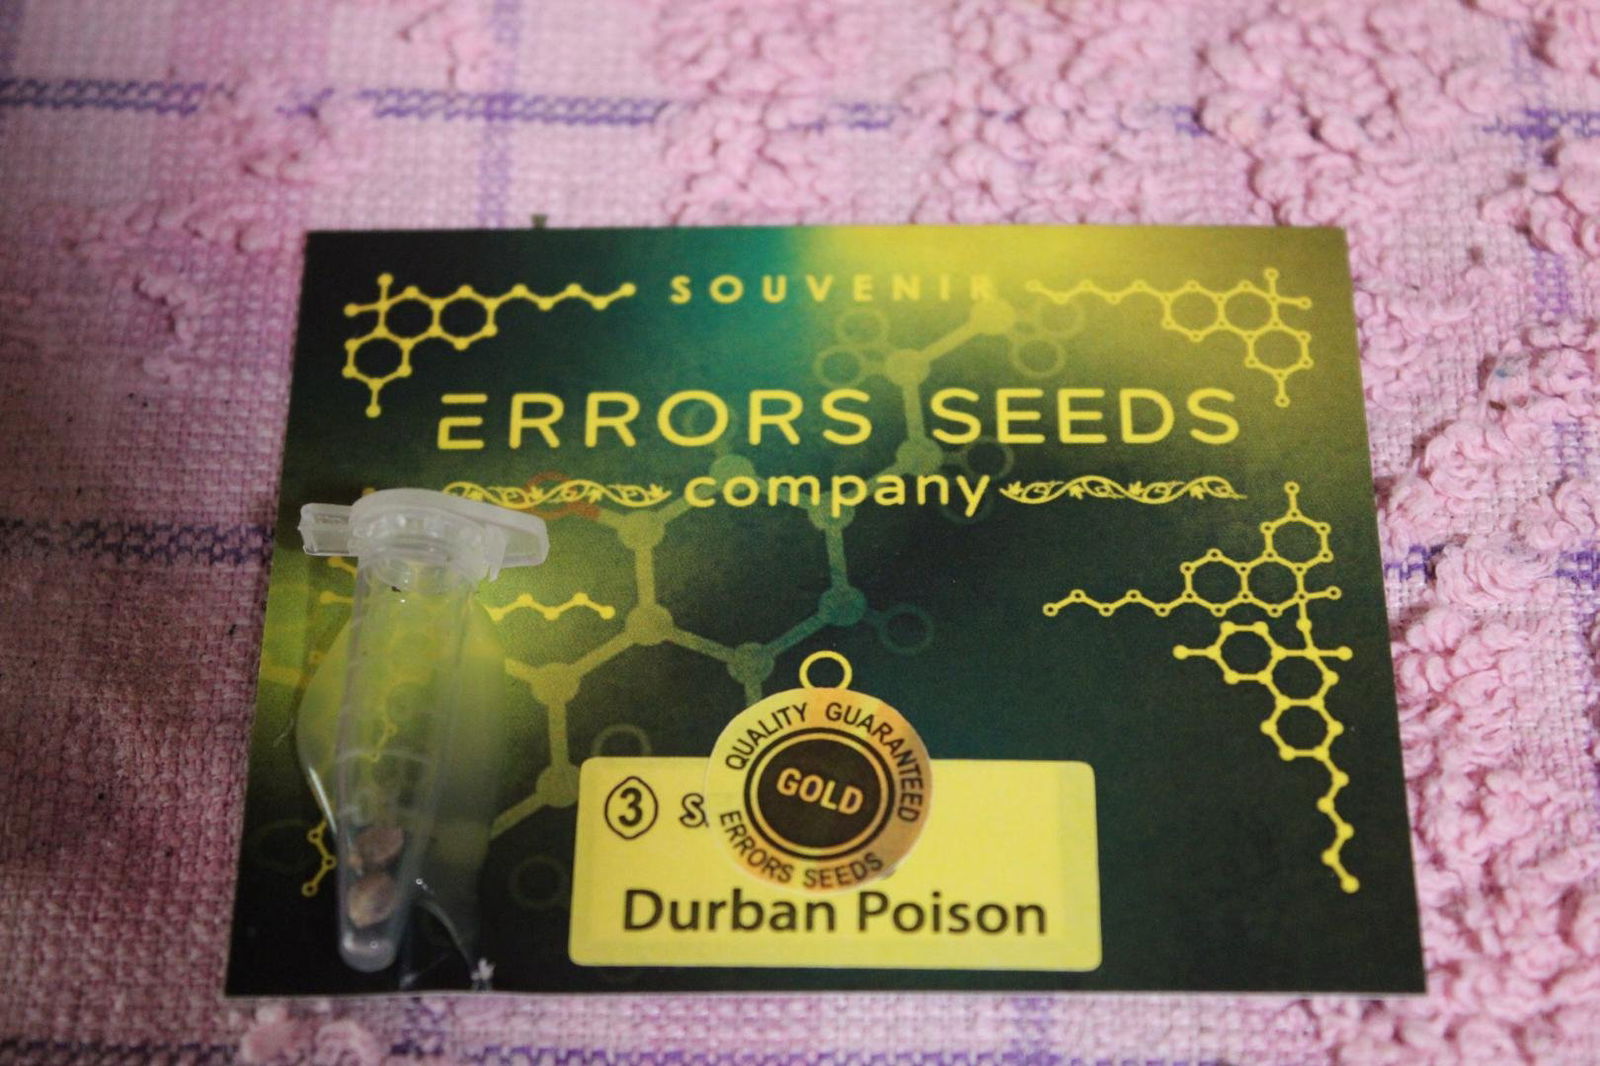 SOUVENIR
ERRORS SEEDS
company
3
QUALITY GUARANTEED
GOLD
ERRORS SEEDS
Durban Poison